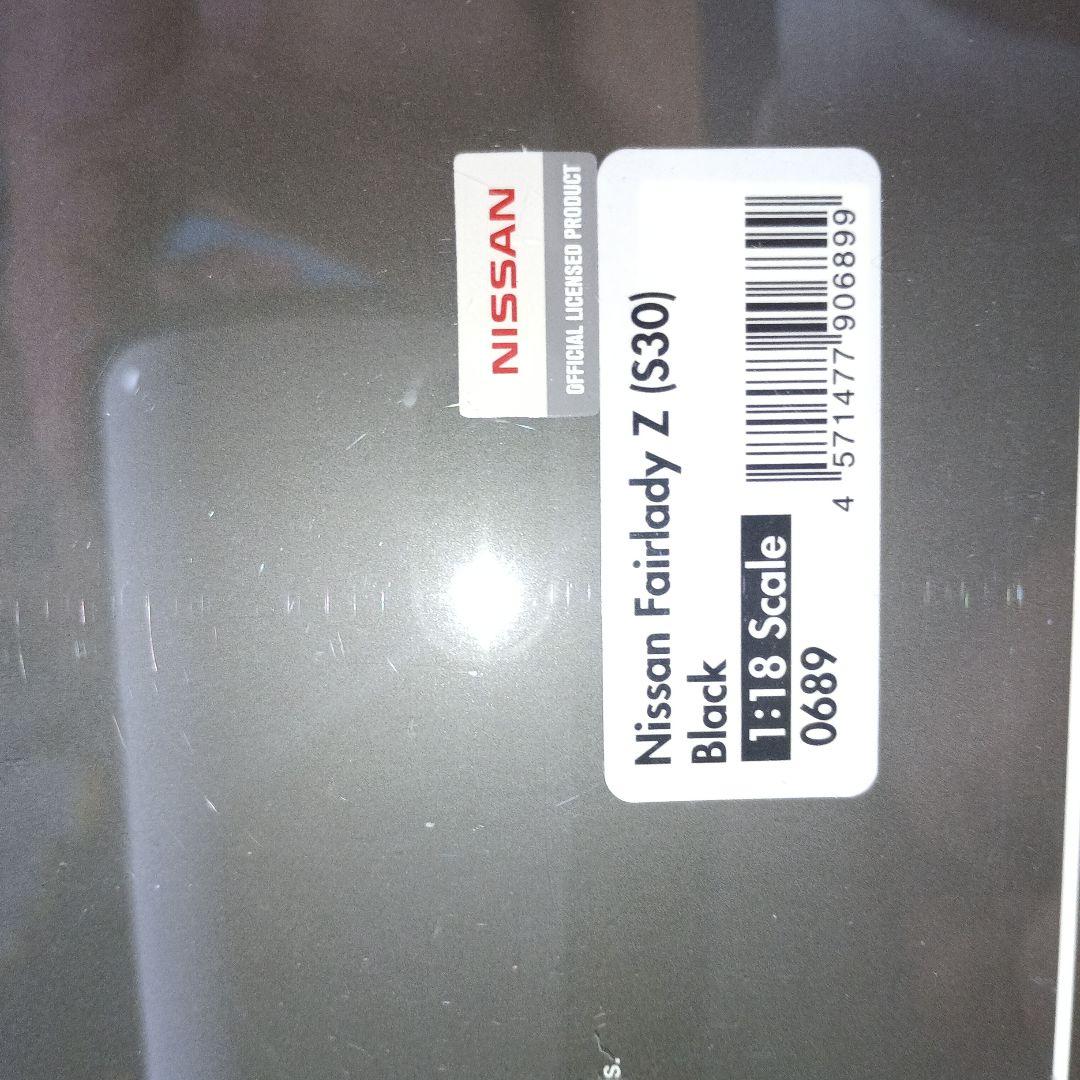 NISSAN
OFFICIAL LICENSED PRODUCT
Nissan Fairlady Z (S30)
Black
1:18 Scale
0689
4 571477 906899
s.